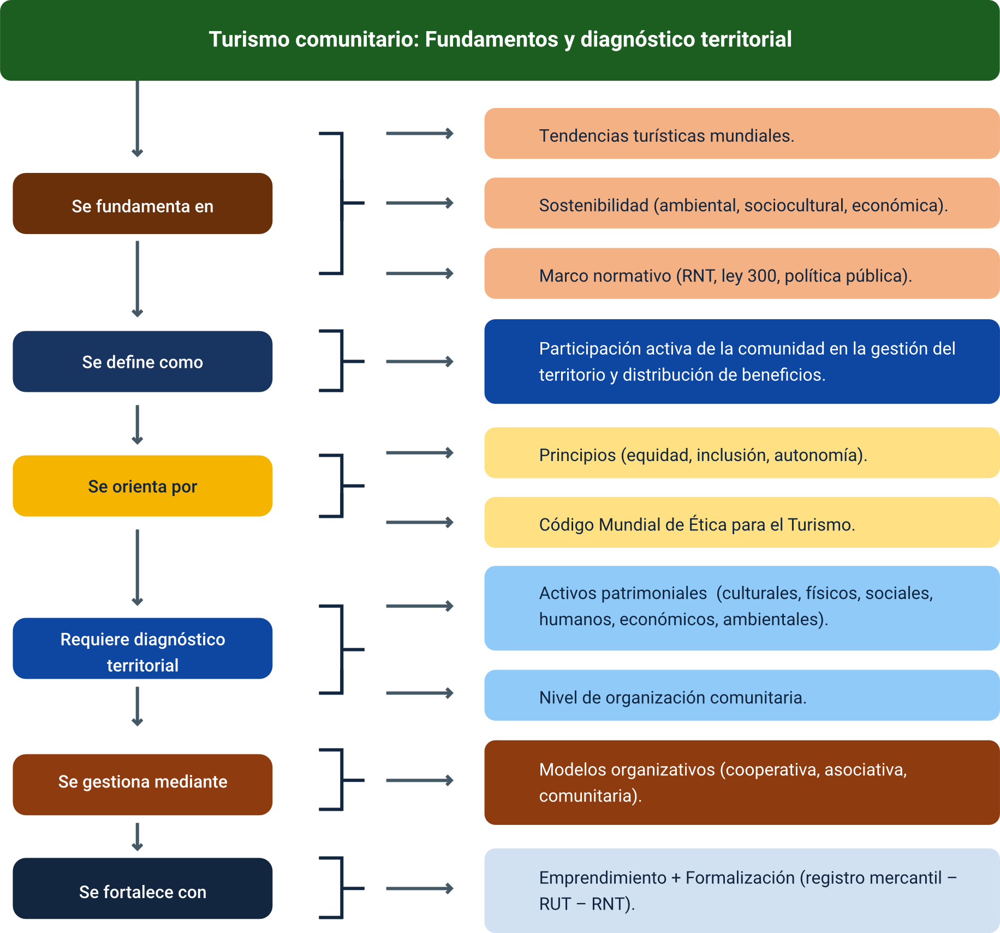 Turismo comunitario: Fundamentos y diagnóstico territorial
Se fundamenta en
Tendencias turísticas mundiales.
Sostenibilidad (ambiental, sociocultural, económica).
Marco normativo (RNT, ley 300, política pública).
Se define como
Participación activa de la comunidad en la gestión del
territorio y distribución de beneficios.
Se orienta por
Principios (equidad, inclusión, autonomía).
Código Mundial de Ética para el Turismo.
Requiere diagnóstico
territorial
Activos patrimoniales  (culturales, físicos, sociales,
humanos, económicos, ambientales).
Nivel de organización comunitaria.
Se gestiona mediante
Modelos organizativos (cooperativa, asociativa,
comunitaria).
Se fortalece con
Emprendimiento + Formalización (registro mercantil –
RUT – RNT).